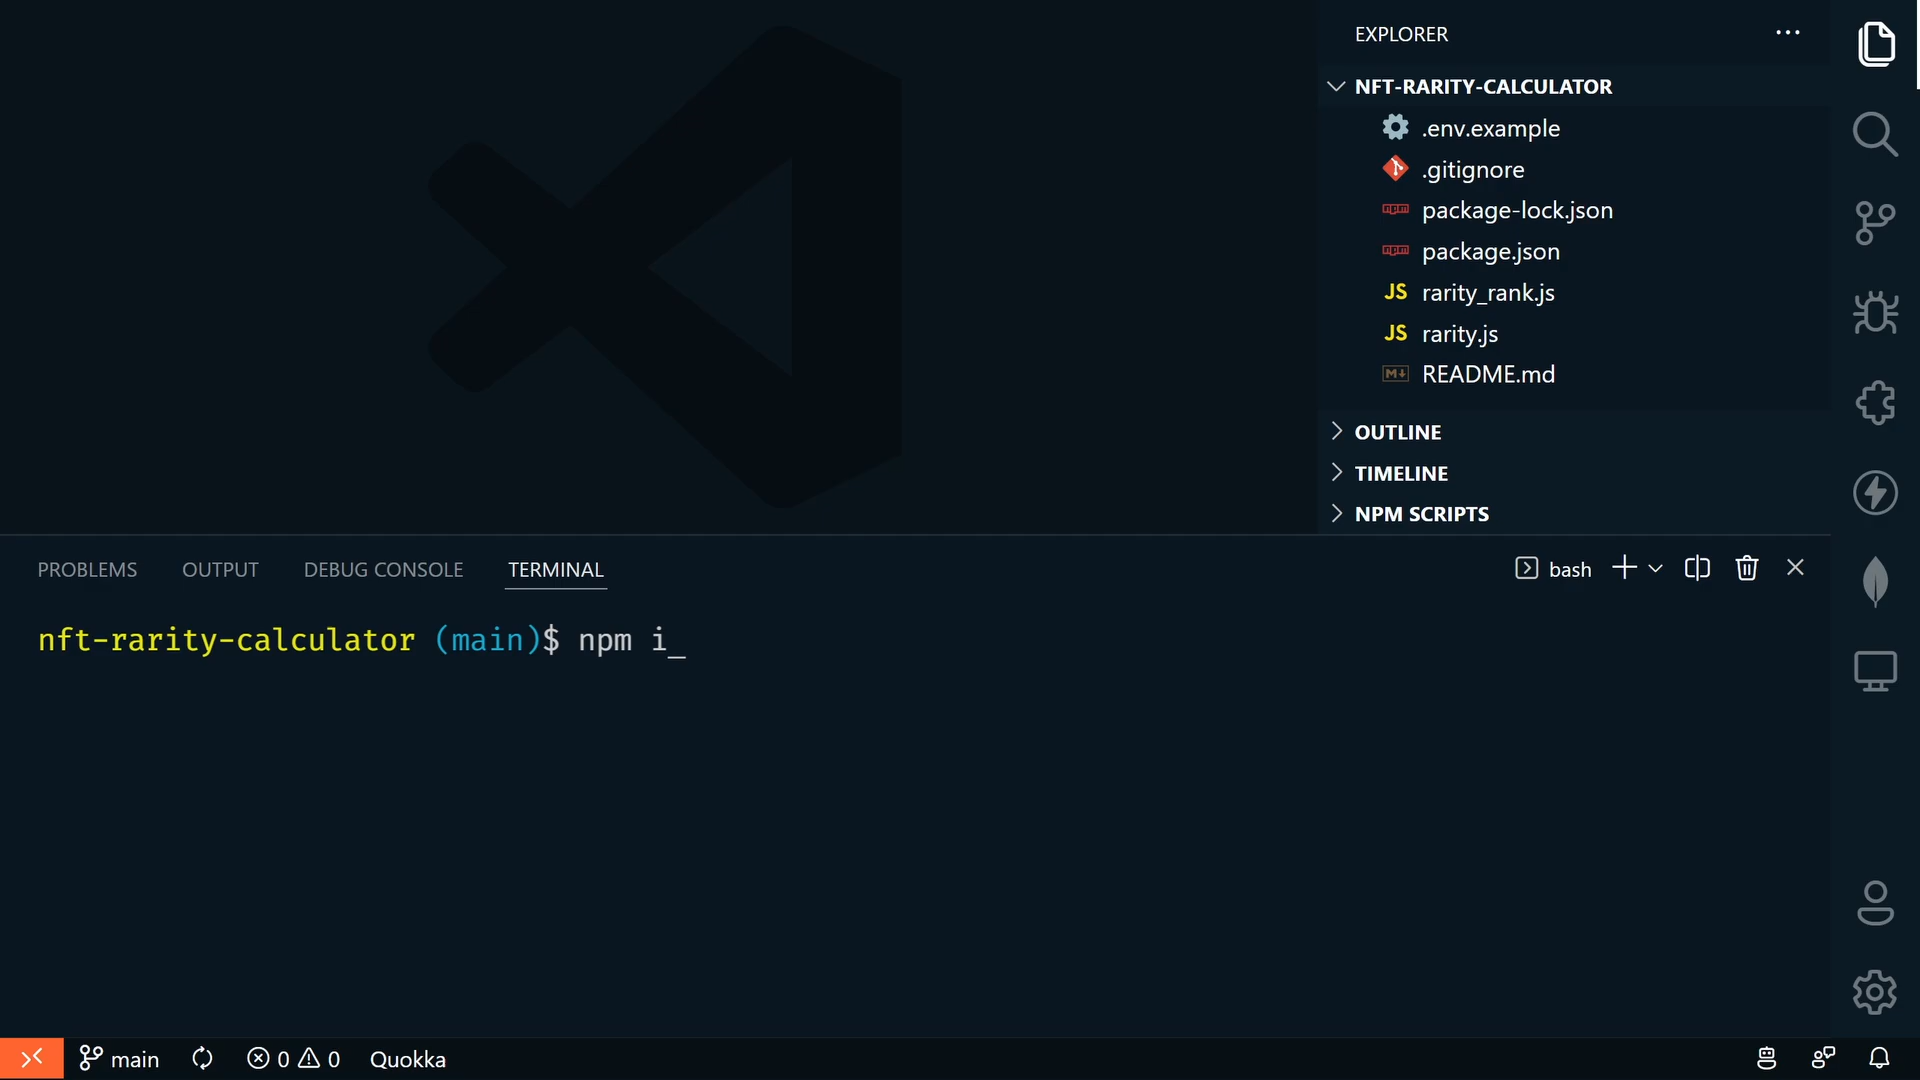 EXPLORER
NFT-RARITY-CALCULATOR
.env.example
.gitignore
package-lock.json
package.json
JS rarity_rank.js
JS rarity.js
M README.md
OUTLINE
TIMELINE
NPM SCRIPTS
PROBLEMS OUTPUT DEBUG CONSOLE TERMINAL bash
nft-rarity-calculator (main)$ npm i_
main 0 0 Quokka